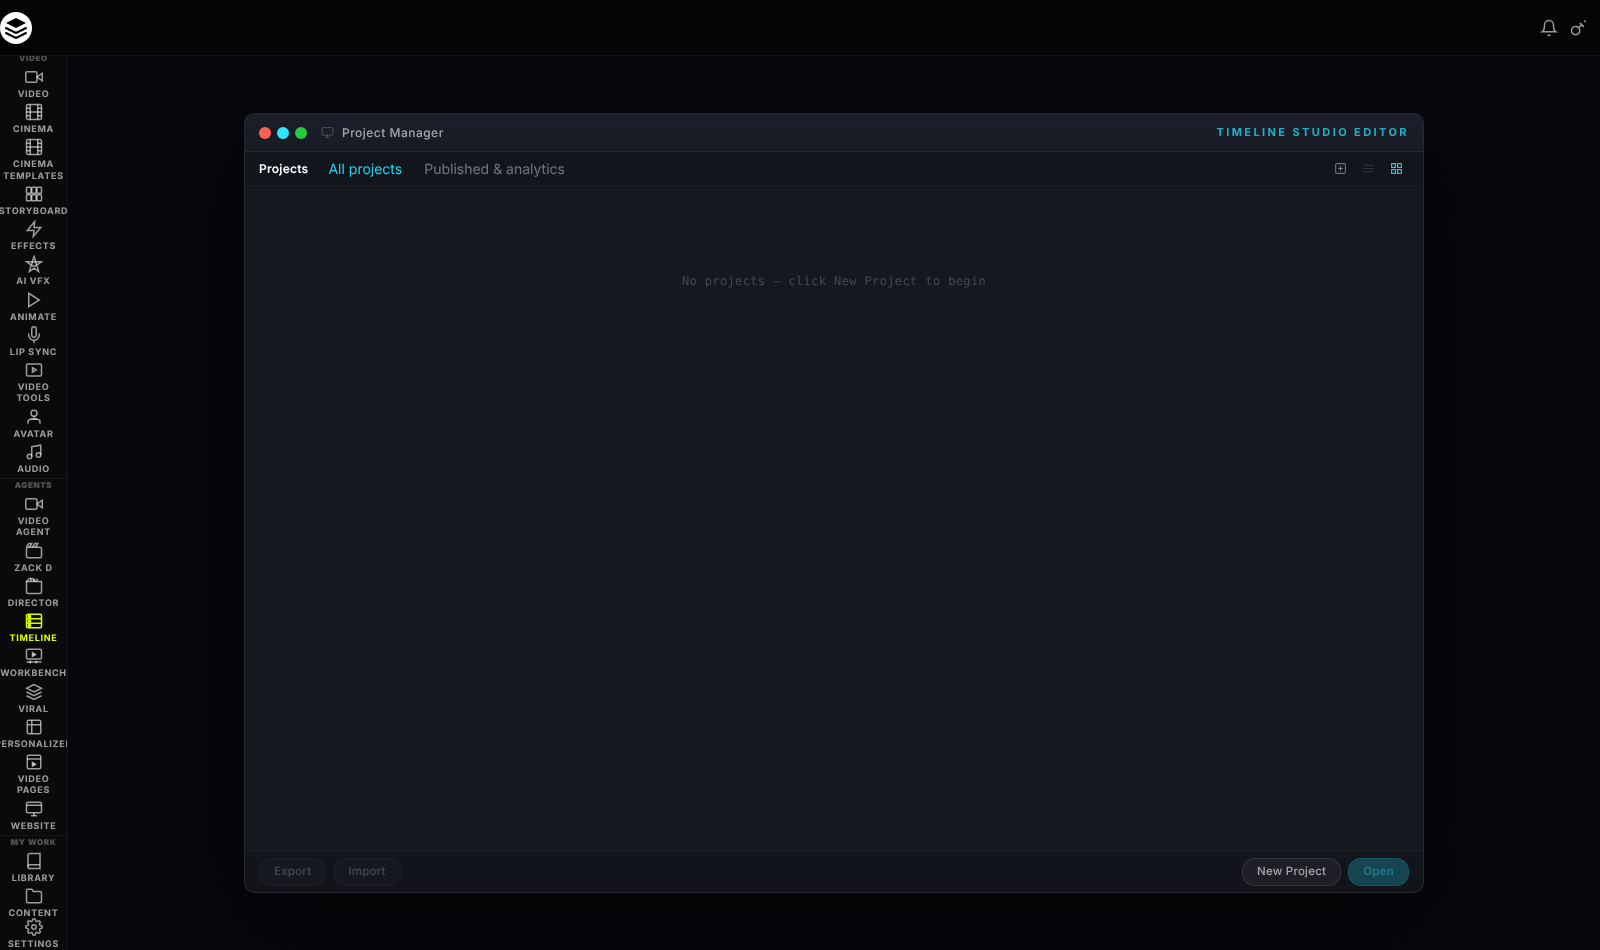 VIDEO
VIDEO
CINEMA
CINEMA
TEMPLATES
STORYBOARD
EFFECTS
AI VFX
ANIMATE
LIP SYNC
VIDEO
TOOLS
AVATAR
AUDIO
AGENTS
VIDEO
AGENT
ZACK D
DIRECTOR
TIMELINE
WORKBENCH
VIRAL
PERSONALIZE
VIDEO
PAGES
WEBSITE
MY WORK
LIBRARY
CONTENT
SETTINGS
Project Manager
TIMELINE STUDIO EDITOR
Projects All projects Published & analytics
No projects — click New Project to begin
Export Import New Project Open